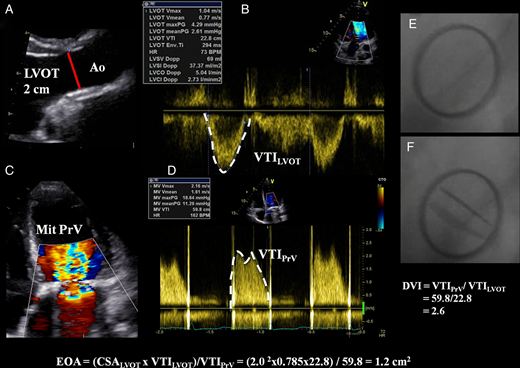 A
LVOT
2 cm
Ao
LVOT Vmax 1.04 m/s
LVOT Vmean 0.77 m/s
LVOT maxPG 4.29 mmHg
LVOT meanPG 2.61 mmHg
LVOT VTI 22.8 cm
LVOT Env.Ti 294 ms
HR 73 BPM
LVSV Dopp 69 ml
LVSI Dopp 37.37 ml/m2
LVCO Dopp 5.04 l/min
LVCI Dopp 2.73 l/minm2
B
V
VTILVOT
C
Mit PrV
D
MV Vmax 2.16 m/s
MV Vmean 1.61 m/s
MV maxPG 18.64 mmHg
MV meanPG 11.29 mmHg
MV VTI 59.8 cm
HR 102 BPM
V
VTIPrV
E
F
DVI = VTIPrV/ VTILVOT
= 59.8/22.8
= 2.6
EOA = (CSALVOT x VTILVOT)/VTIPrV = (2.0 2x0.785x22.8) / 59.8 = 1.2 cm2